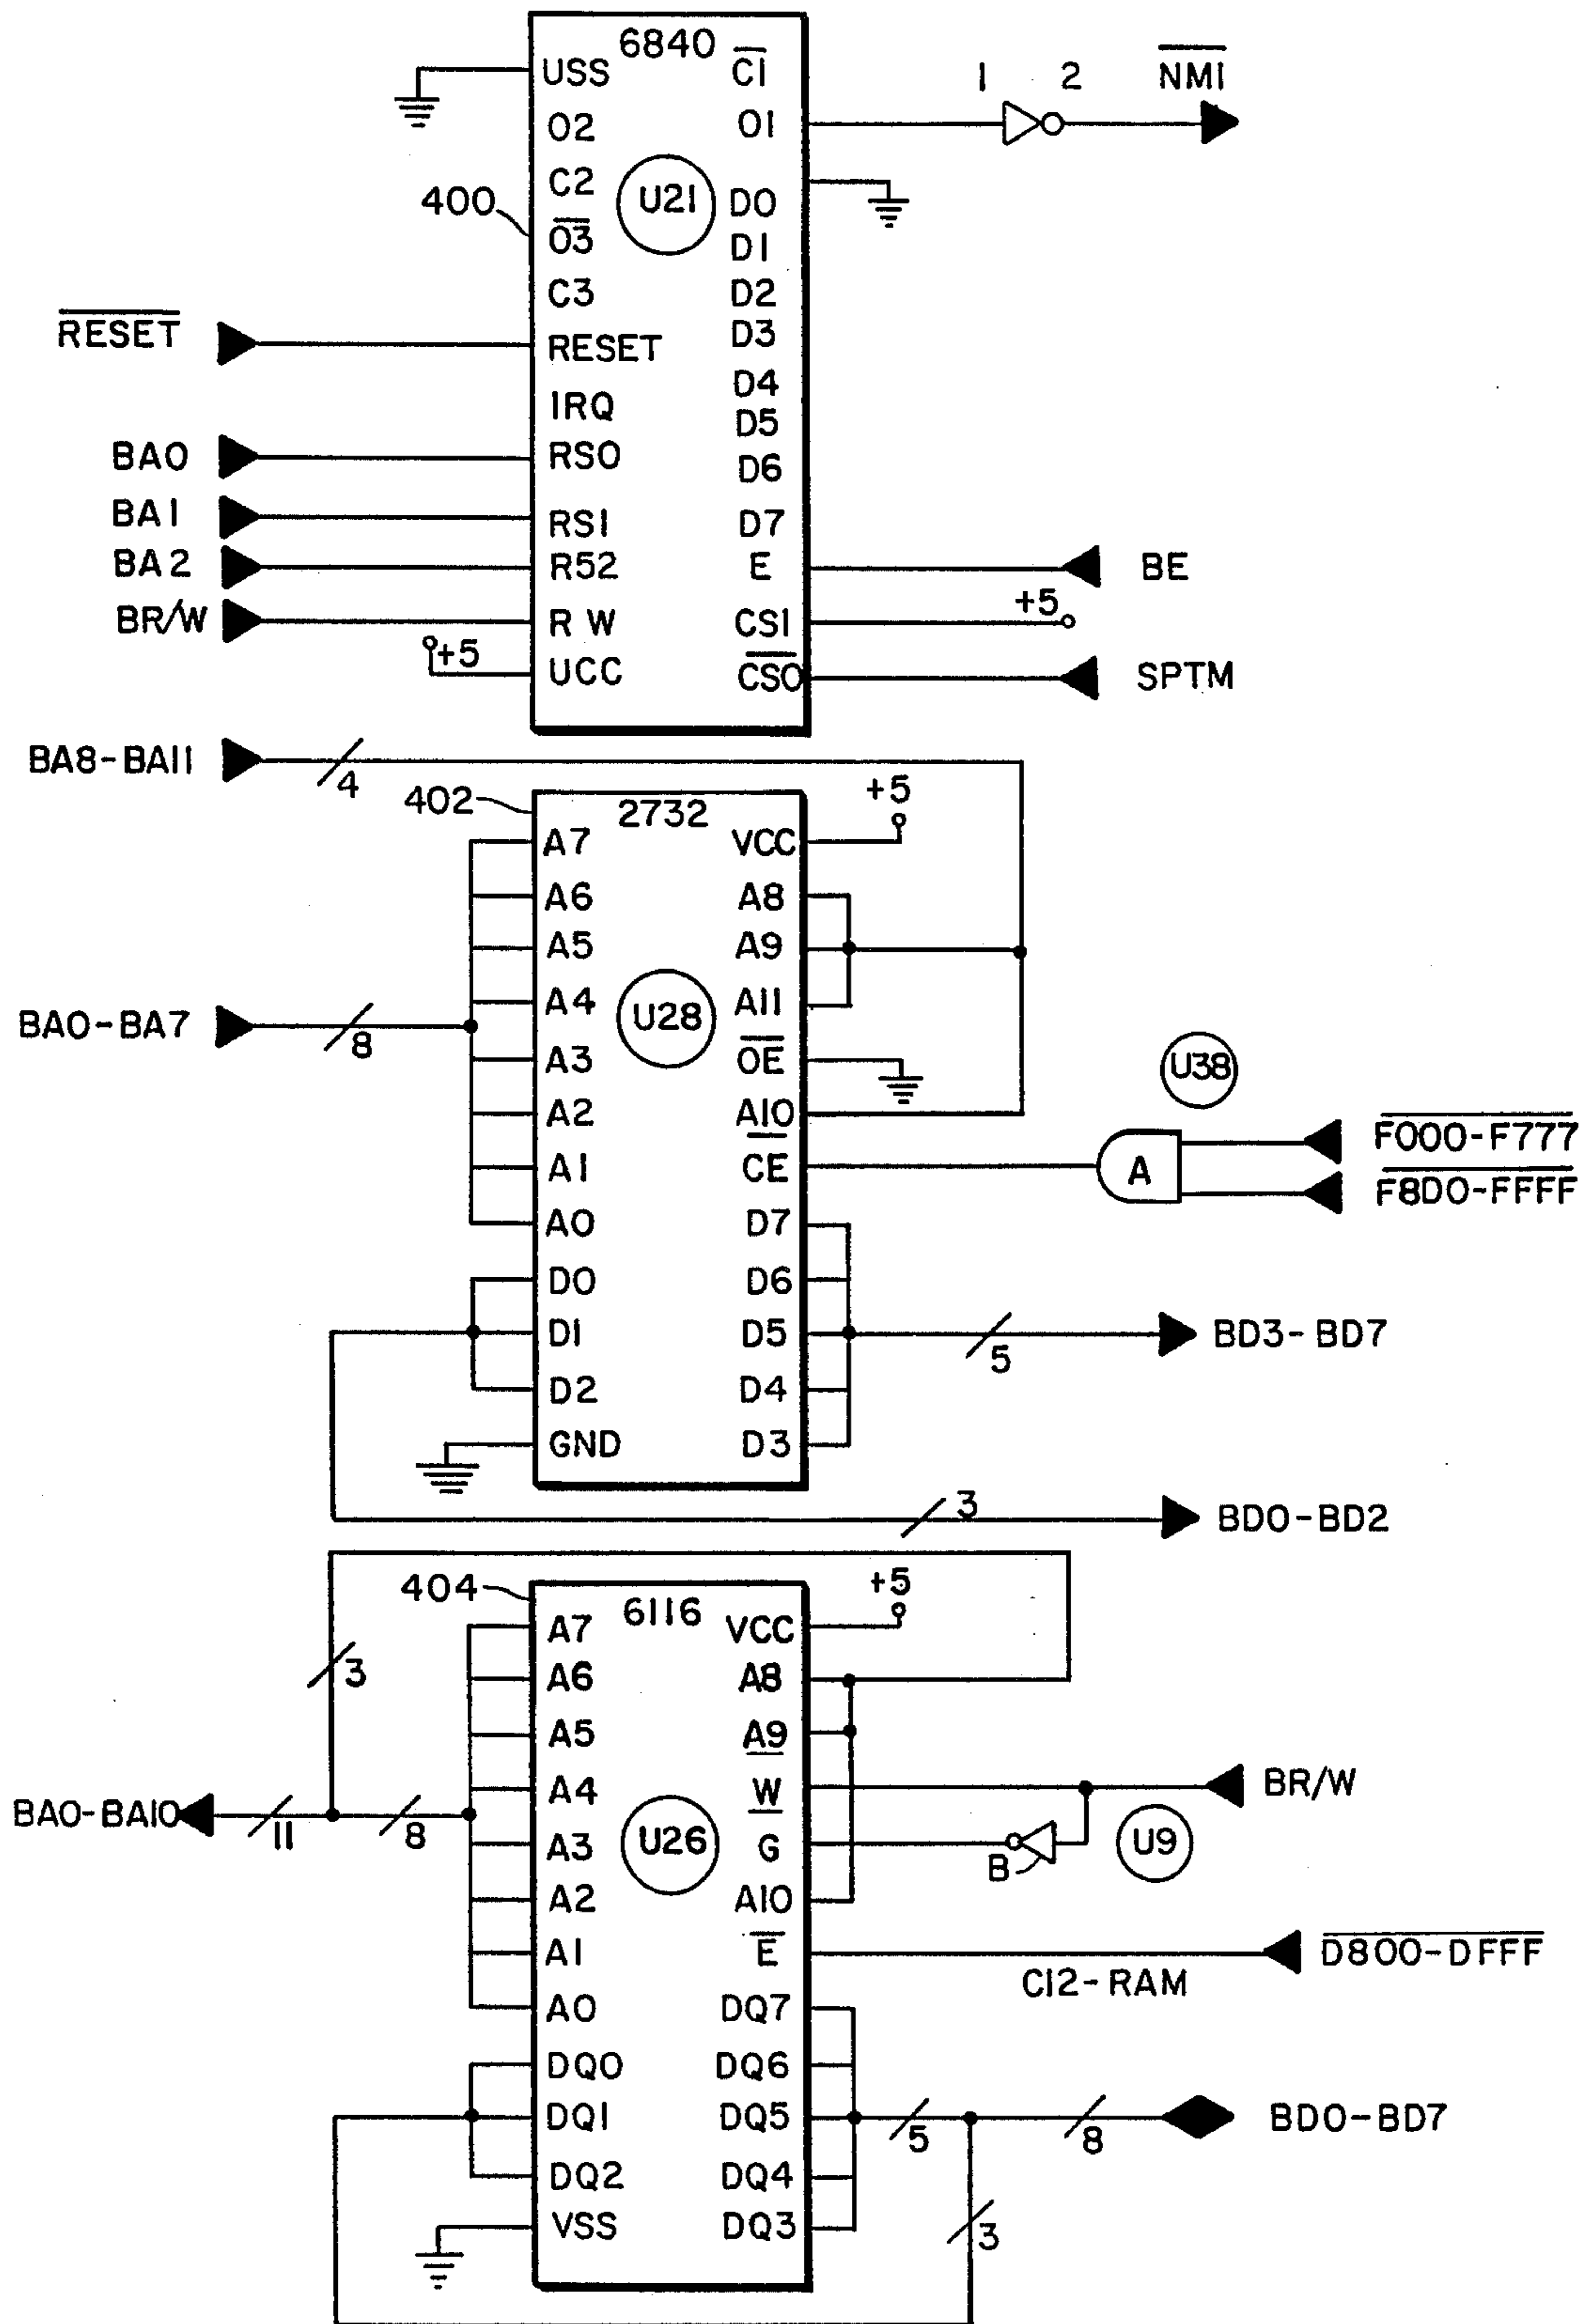 6840
USS
C1
NMI
1
2
O2
O1
C2
U21
D0
400
O3
D1
C3
D2
RESET
RESET
D3
IRQ
D4
D5
BA0
RS0
D6
BA1
RS1
D7
BA2
R52
E
BE
BR/W
R W
CS1
+5
+5
UCC
CS0
SPTM
BA8-BA11
4
402
2732
+5
A7
VCC
A6
A8
A5
A9
A4
U28
A11
BA0-BA7
8
A3
OE
U38
A2
A10
F000-F777
A1
CE
A
F8D0-FFFF
A0
D7
D0
D6
D1
D5
5
BD3-BD7
D2
D4
GND
D3
3
BD0-BD2
404
6116
+5
A7
VCC
3
A6
A8
A5
A9
A4
W
BR/W
BA0-BA10
11
8
A3
U26
G
B
U9
A2
A10
A1
E
D800-DFFF
C12-RAM
A0
DQ7
DQ0
DQ6
DQ1
DQ5
5
8
BD0-BD7
DQ2
DQ4
VSS
DQ3
3